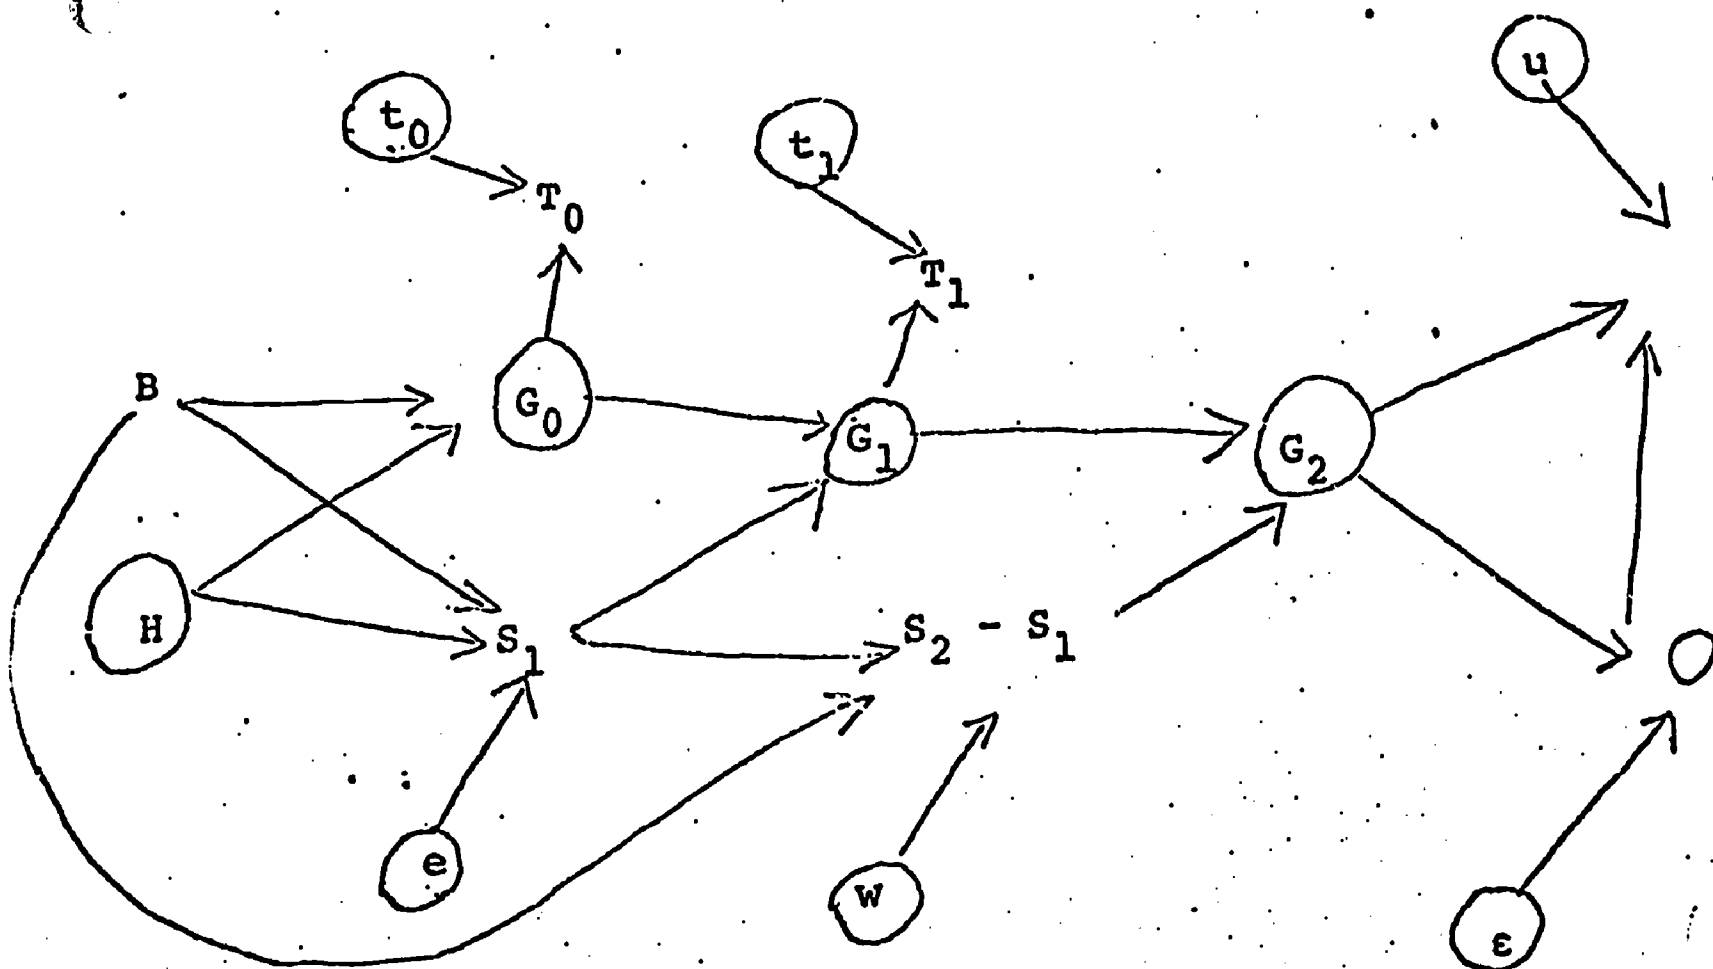 u
t₀
t₁
T₀
T₁
B
G₀
G₁
G₂
H
S₁
S₂ - S₁
O
e
w
ε